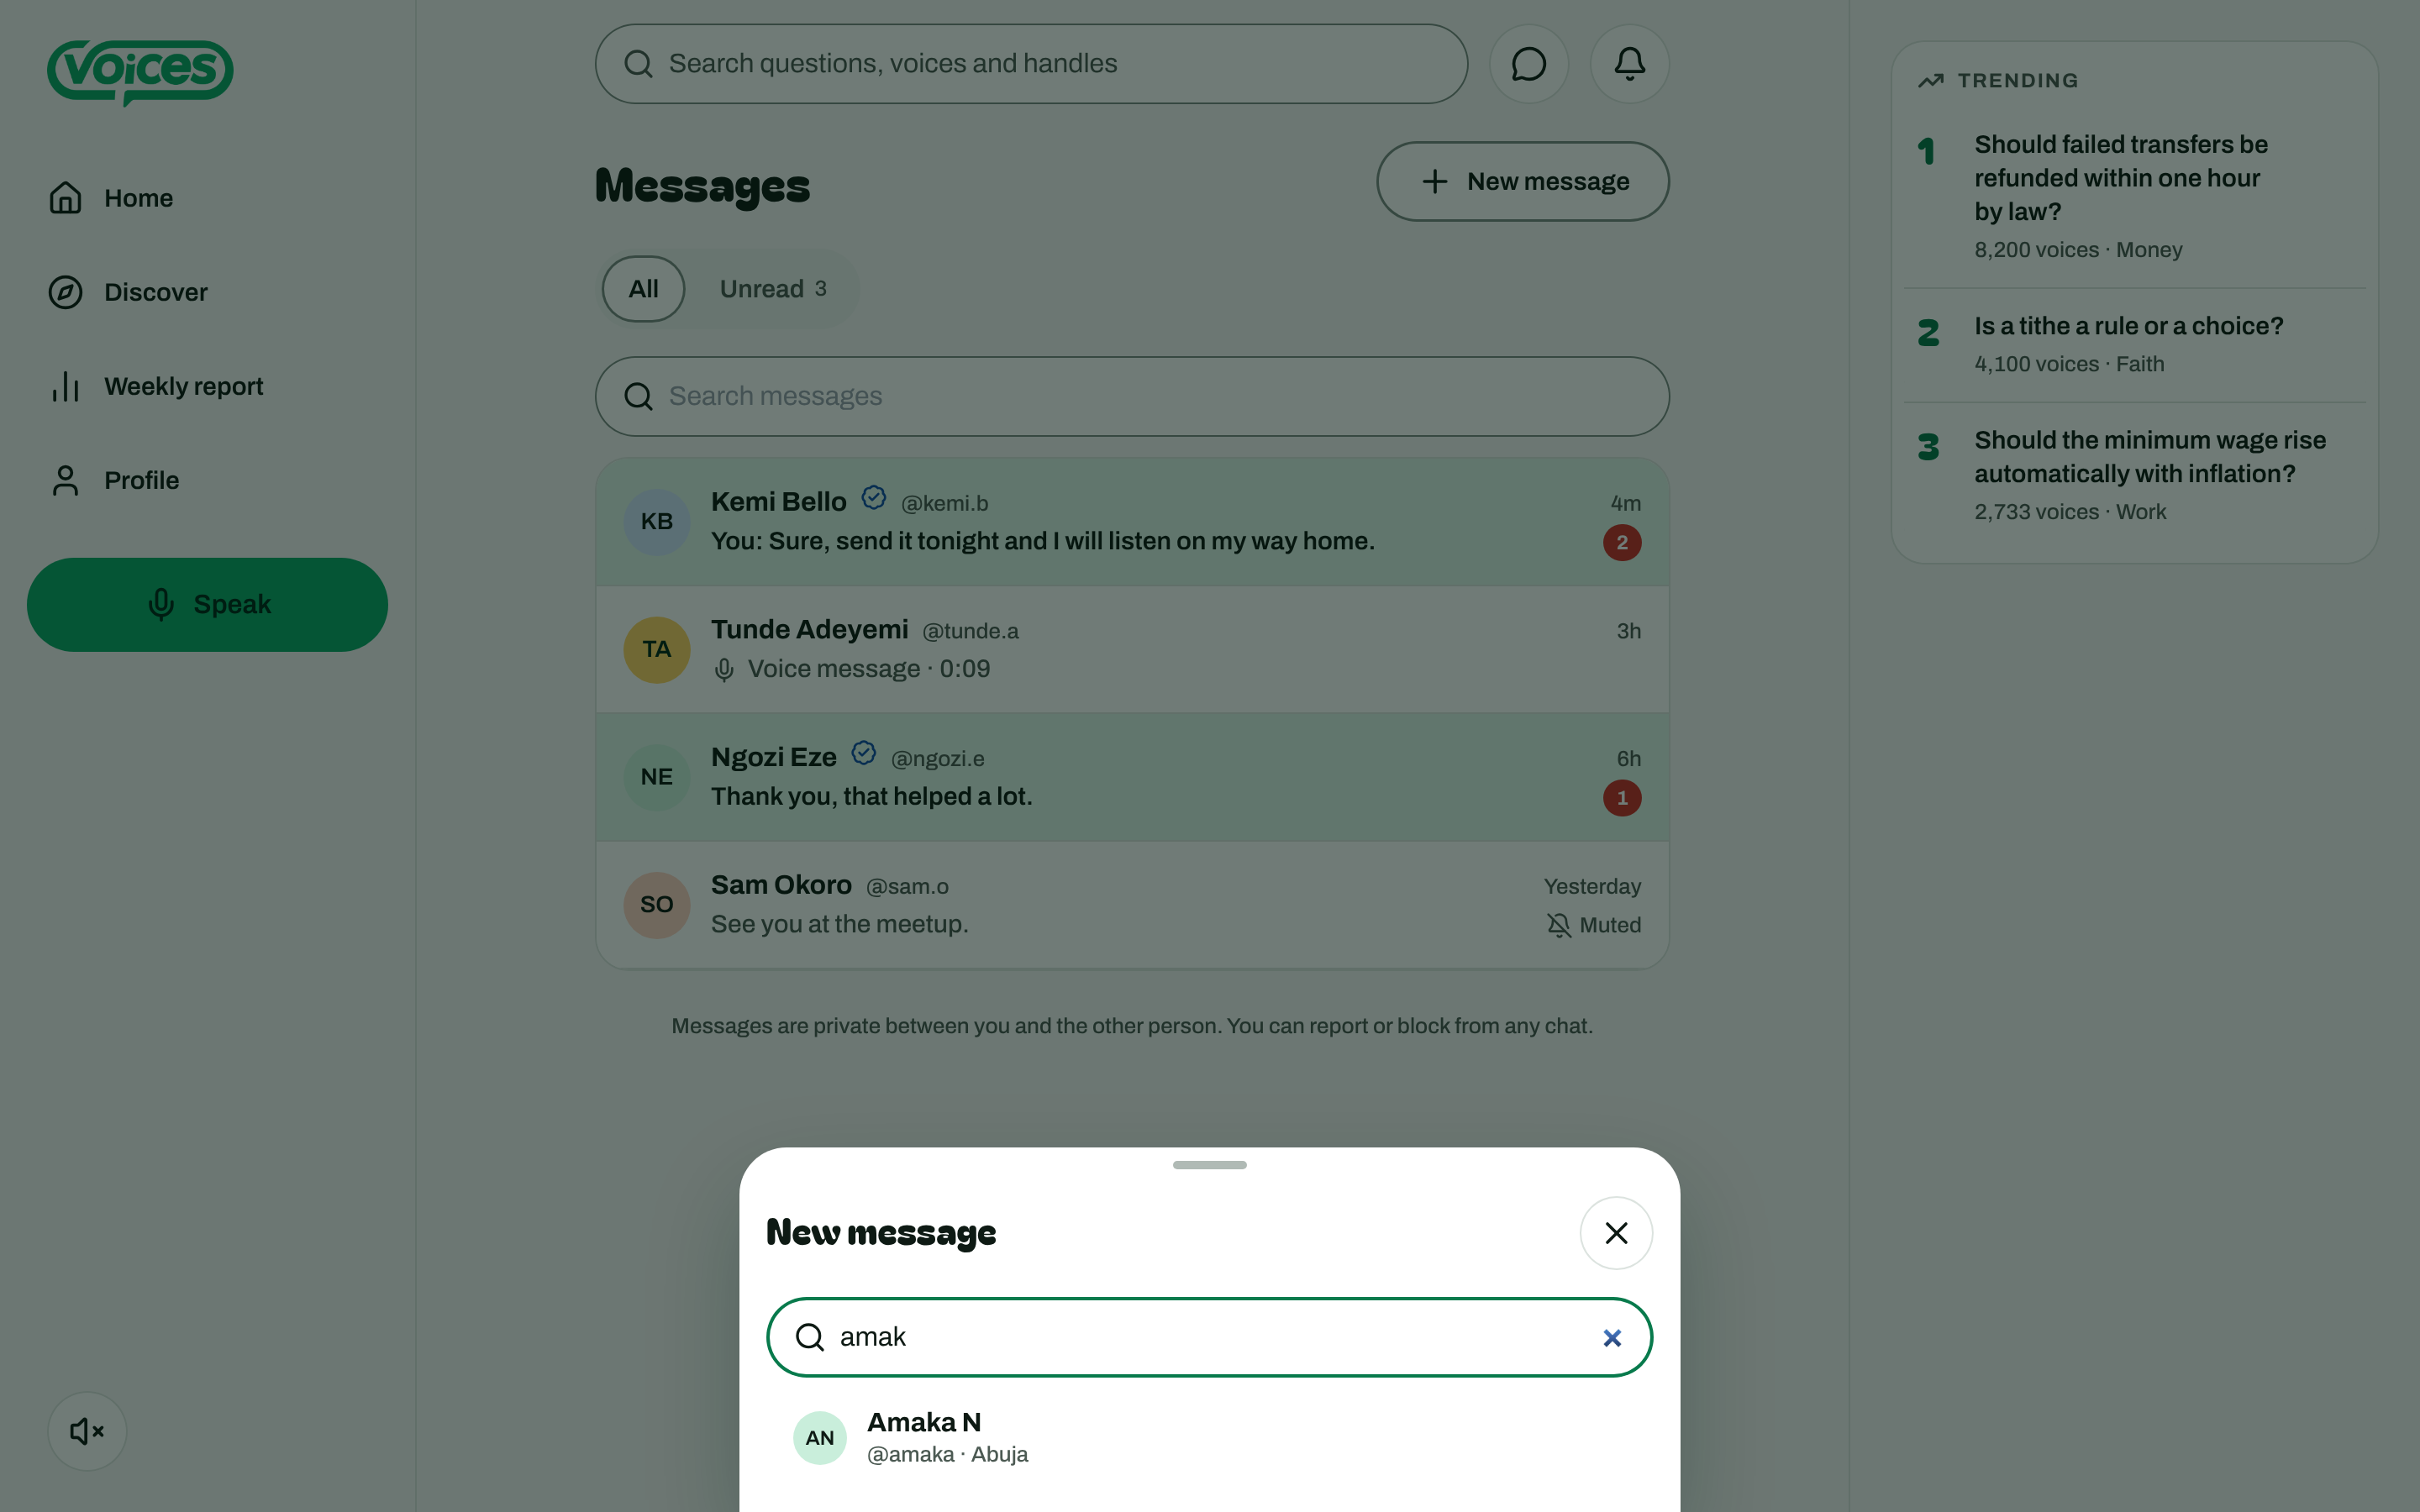 Voices
Home
Discover
Weekly report
Profile
Speak
Search questions, voices and handles
Messages
New message
All
Unread 3
Search messages
KB
Kemi Bello @kemi.b
4m
You: Sure, send it tonight and I will listen on my way home.
2
TA
Tunde Adeyemi @tunde.a
3h
Voice message · 0:09
NE
Ngozi Eze @ngozi.e
6h
Thank you, that helped a lot.
1
SO
Sam Okoro @sam.o
Yesterday
See you at the meetup.
Muted
Messages are private between you and the other person. You can report or block from any chat.
New message
amak
AN
Amaka N
@amaka · Abuja
TRENDING
1
Should failed transfers be
refunded within one hour
by law?
8,200 voices · Money
2
Is a tithe a rule or a choice?
4,100 voices · Faith
3
Should the minimum wage rise
automatically with inflation?
2,733 voices · Work